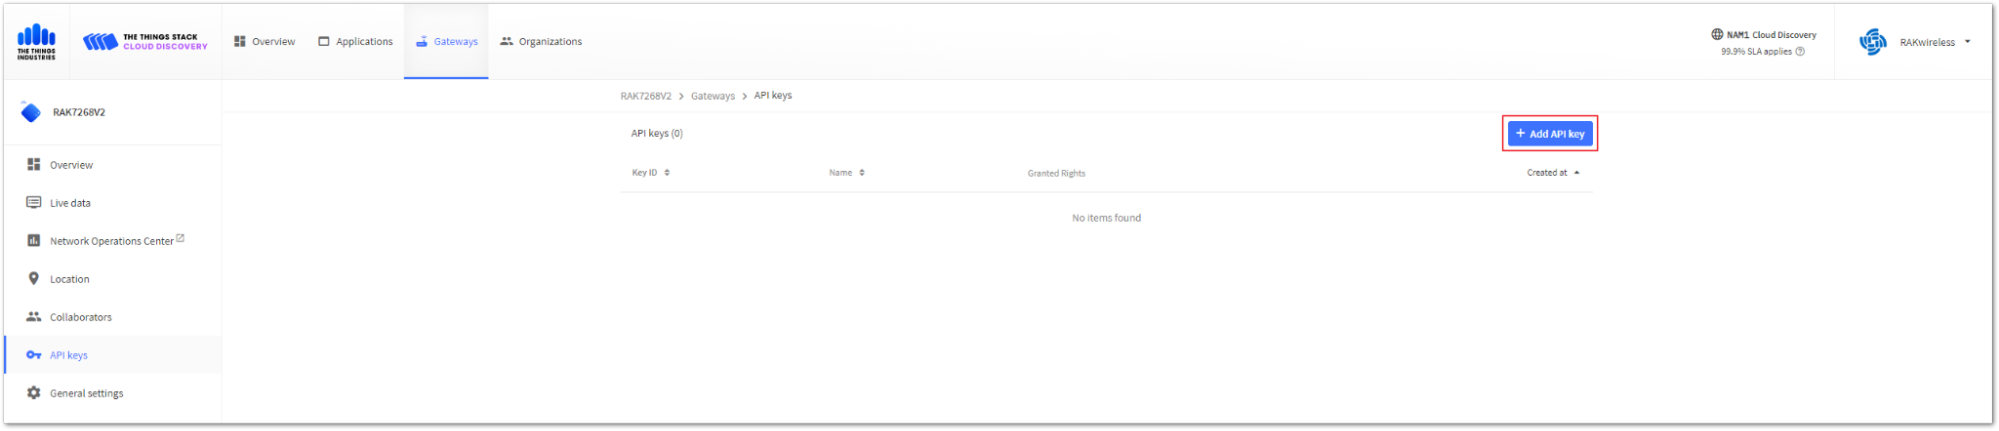 THE THINGS
INDUSTRIES
THE THINGS STACK
CLOUD DISCOVERY
Overview
Applications
Gateways
Organizations
NAM1 Cloud Discovery
99.9% SLA applies
RAKwireless
RAK7268V2
Overview
Live data
Network Operations Center
Location
Collaborators
API keys
General settings
RAK7268V2 > Gateways > API keys
API keys (0)
+ Add API key
Key ID
Name
Granted Rights
Created at
No items found